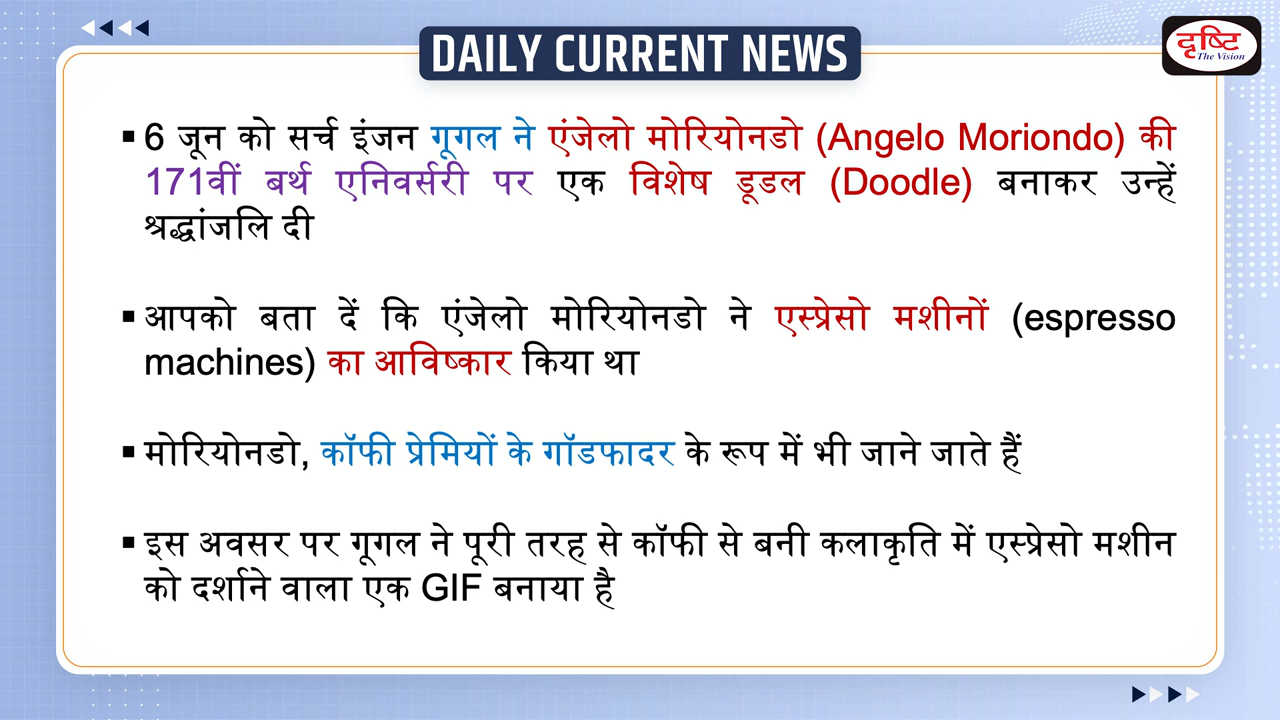 DAILY CURRENT NEWS
दृष्टि
The Vision
▪ 6 जून को सर्च इंजन गूगल ने एंजेलो मोरियोनडो (Angelo Moriondo) की
171वीं बर्थ एनिवर्सरी पर एक विशेष डूडल (Doodle) बनाकर उन्हें
श्रद्धांजलि दी
▪ आपको बता दें कि एंजेलो मोरियोनडो ने एस्प्रेसो मशीनों (espresso
machines) का आविष्कार किया था
▪ मोरियोनडो, कॉफी प्रेमियों के गॉडफादर के रूप में भी जाने जाते हैं
▪ इस अवसर पर गूगल ने पूरी तरह से कॉफी से बनी कलाकृति में एस्प्रेसो मशीन
को दर्शाने वाला एक GIF बनाया है